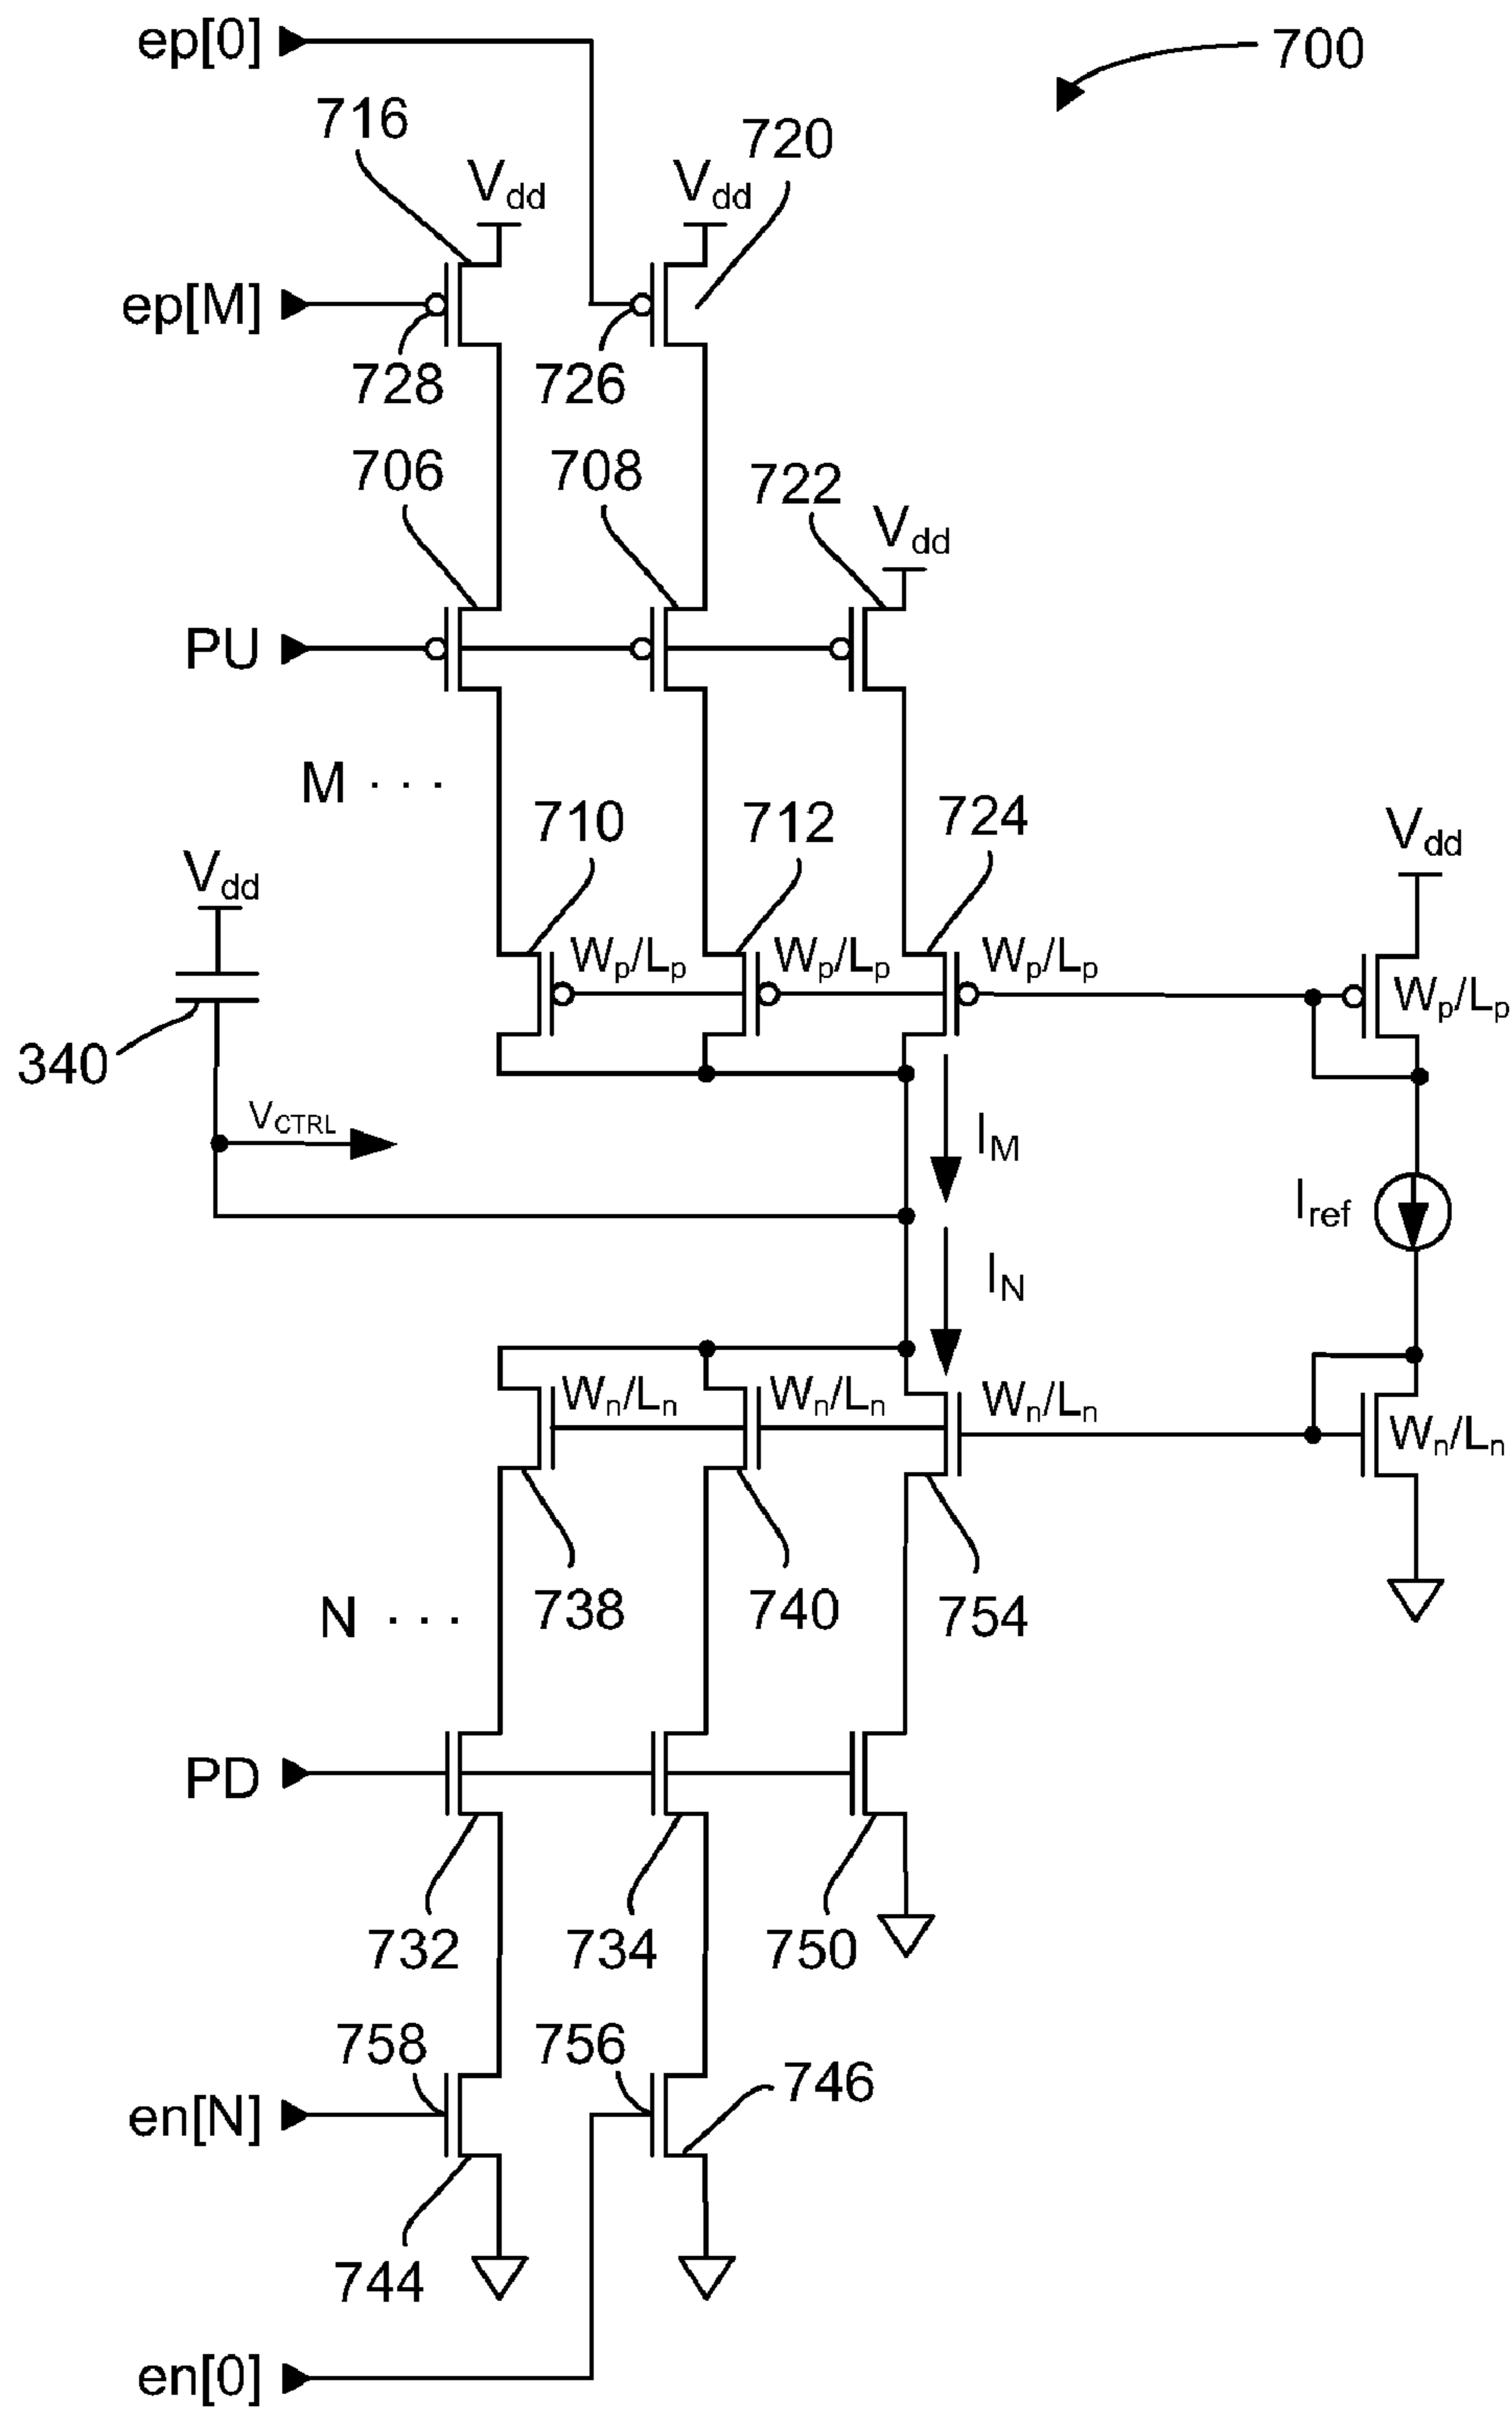 ep[0]
700
716
720
Vdd
Vdd
ep[M]
728
726
706
708
722
Vdd
PU
M . . .
710
712
724
Vdd
Vdd
Wp/Lp
Wp/Lp
Wp/Lp
Wp/Lp
340
VCTRL
IM
Iref
IN
Wn/Ln
Wn/Ln
Wn/Ln
Wn/Ln
N . . .
738
740
754
PD
732
734
750
758
756
746
en[N]
744
en[0]